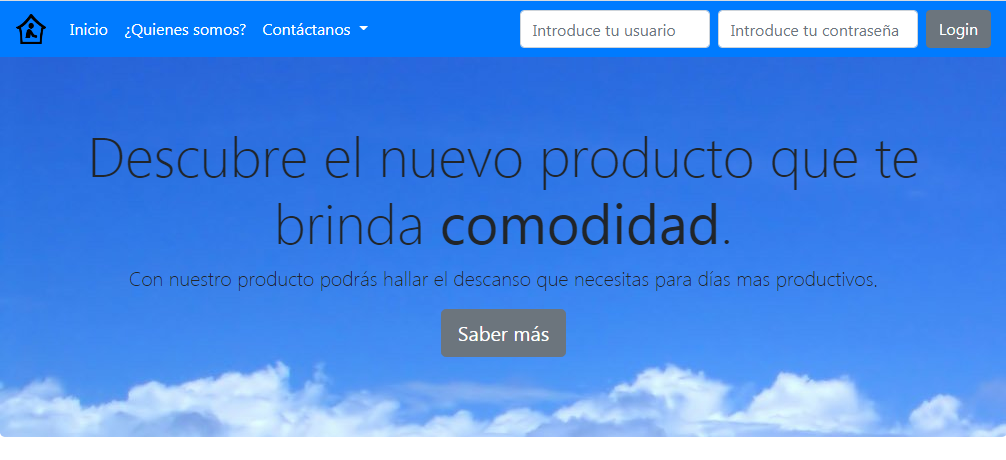 Inicio ¿Quienes somos? Contáctanos Introduce tu usuario Introduce tu contraseña Login
Descubre el nuevo producto que te
brinda comodidad.
Con nuestro producto podrás hallar el descanso que necesitas para días mas productivos.
Saber más